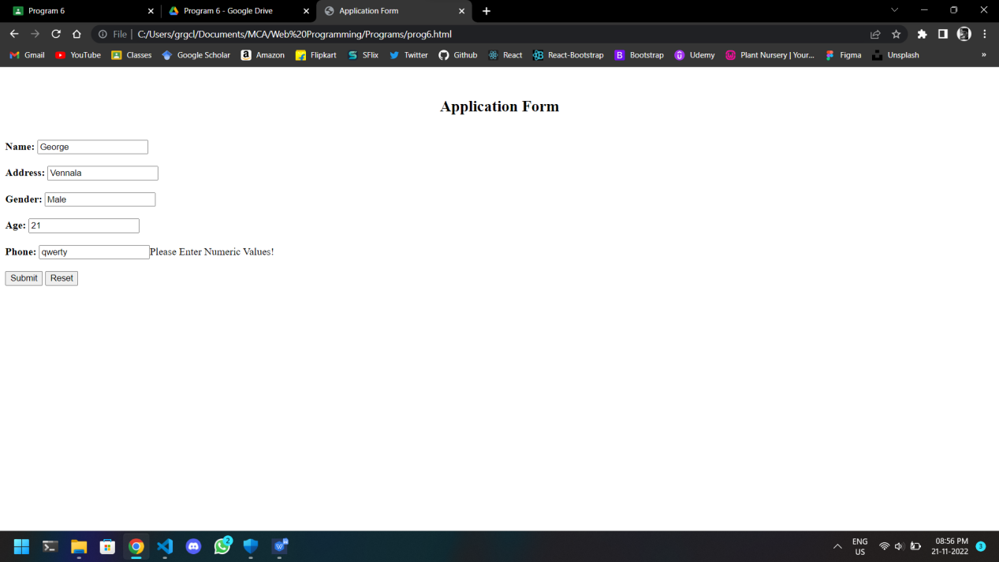 Program 6
Program 6 - Google Drive
Application Form
File
C:/Users/grgcl/Documents/MCA/Web%20Programming/Programs/prog6.html
Gmail
YouTube
Classes
Google Scholar
a Amazon
Flipkart
SFlix
Twitter
Github
React
React-Bootstrap
B Bootstrap
Udemy
Plant Nursery | Your...
Figma
Unsplash
»
Application Form
Name: George
Address: Vennala
Gender: Male
Age: 21
Phone: qwerty Please Enter Numeric Values!
Submit Reset
2
W
ENG
US
08:56 PM
21-11-2022
3